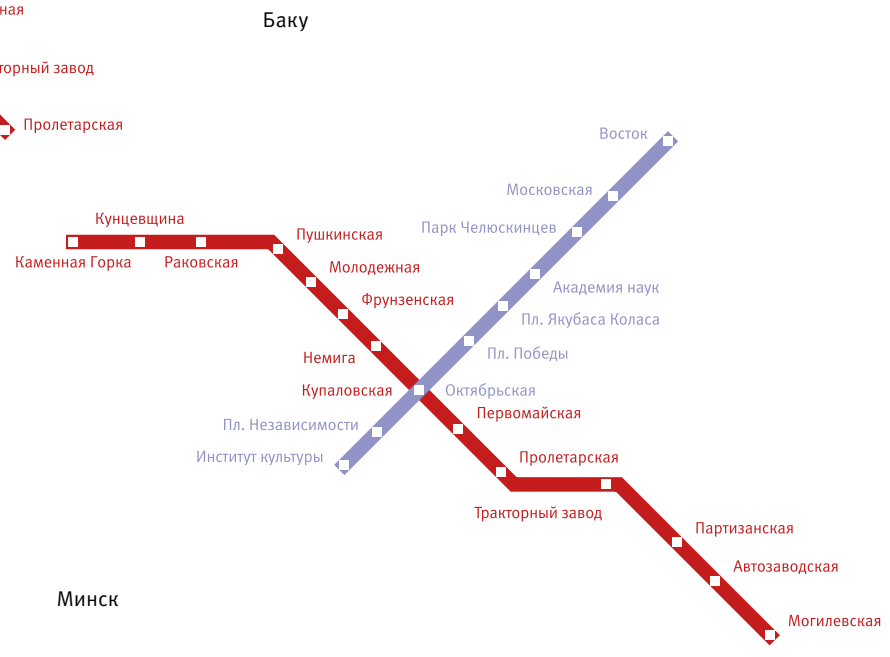 ная
Баку
торный завод
Пролетарская
Восток
Московская
Кунцевщина
Парк Челюскинцев
Пушкинская
Каменная Горка
Раковская
Молодежная
Академия наук
Фрунзенская
Пл. Якубаса Коласа
Немига
Пл. Победы
Купаловская
Октябрьская
Первомайская
Пл. Независимости
Институт культуры
Пролетарская
Тракторный завод
Партизанская
Автозаводская
Минск
Могилевская